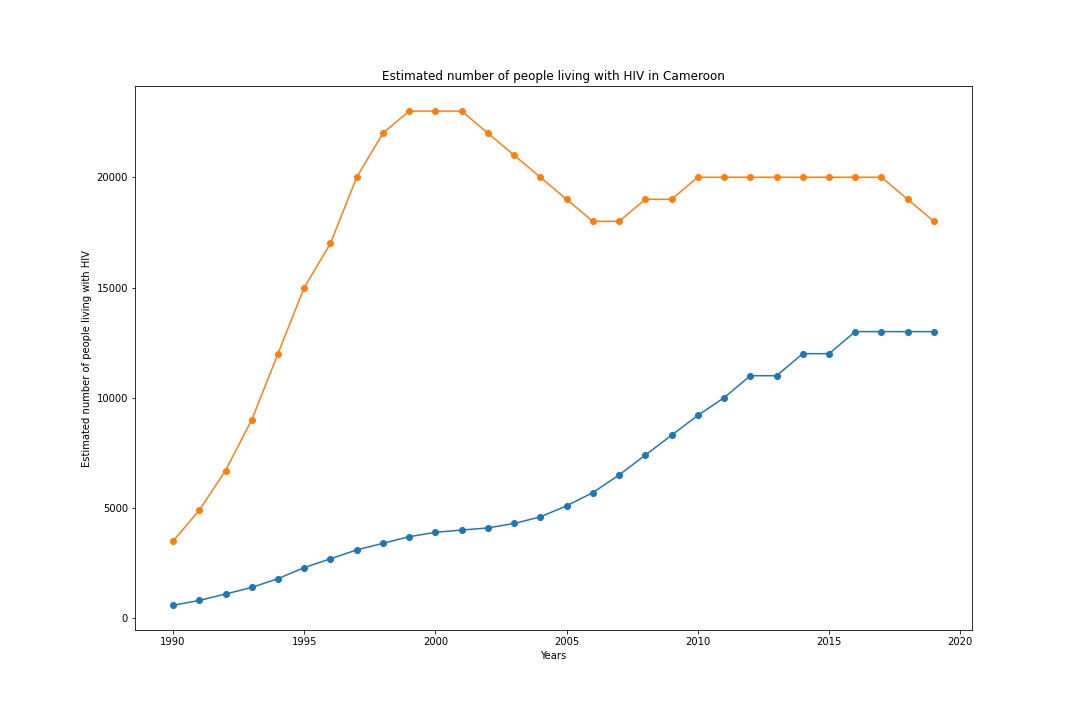 Estimated number of people living with HIV in Cameroon
Estimated number of people living with HIV
20000
15000
10000
5000
0
1990 1995 2000 2005 2010 2015 2020
Years